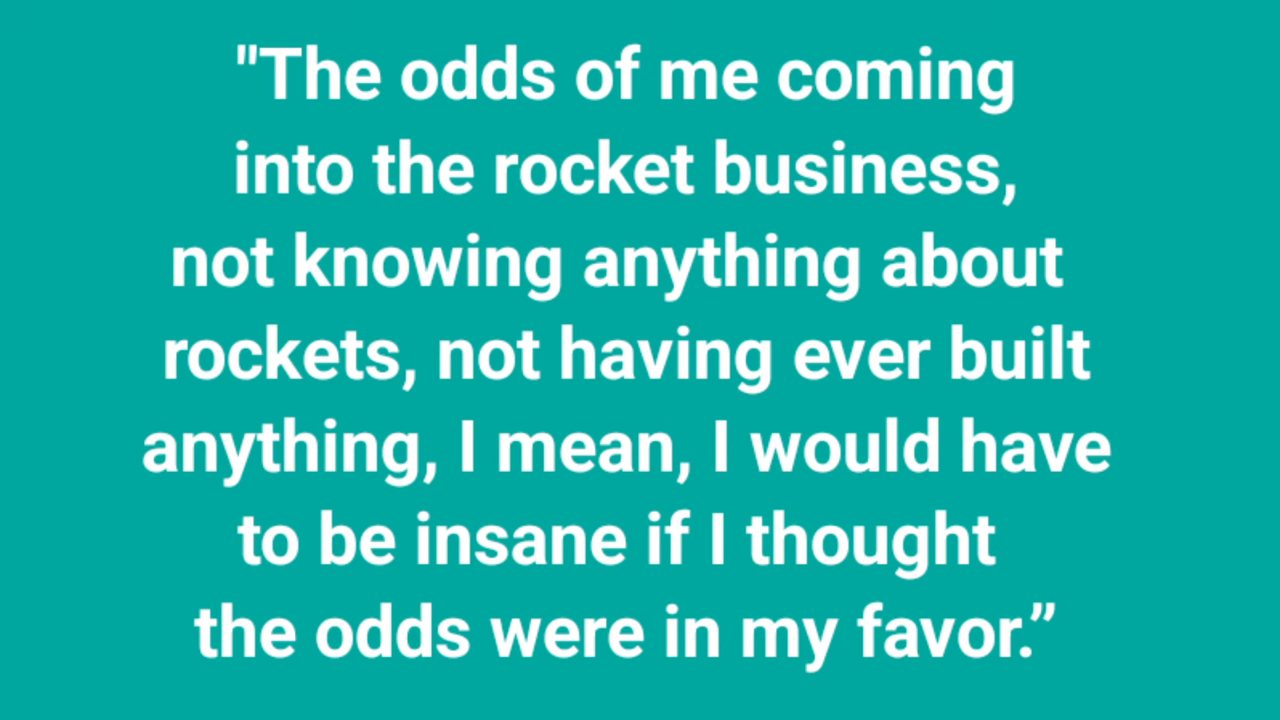 "The odds of me coming
into the rocket business,
not knowing anything about
rockets, not having ever built
anything, I mean, I would have
to be insane if I thought
the odds were in my favor.”